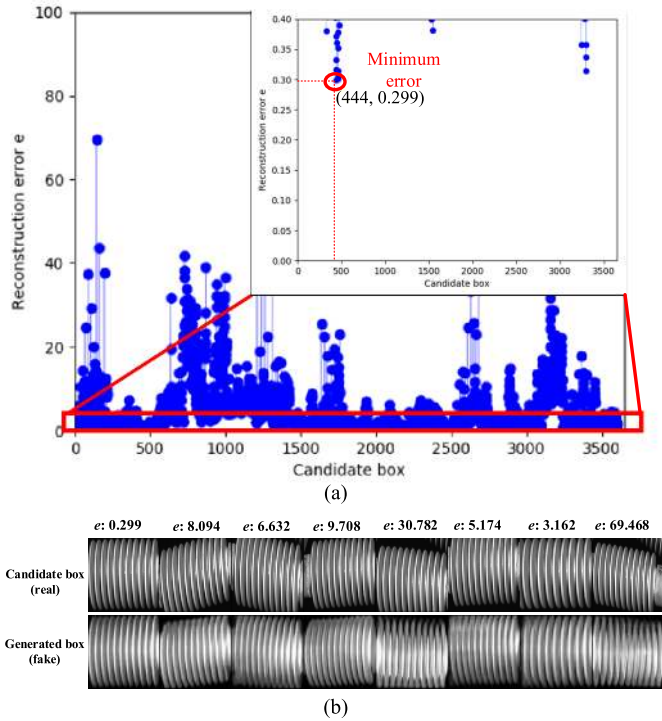 Reconstruction error e
100
80
60
40
20
0
0 500 1000 1500 2000 2500 3000 3500
Candidate box
Reconstruction error e
0.40
0.35
0.30
0.25
0.20
0.15
0.10
0.05
0.00
0 500 1000 1500 2000 2500 3000 3500
Candidate box
Minimum
error
(444, 0.299)
(a)
e: 0.299 e: 8.094 e: 6.632 e: 9.708 e: 30.782 e: 5.174 e: 3.162 e: 69.468
Candidate box
(real)
Generated box
(fake)
(b)